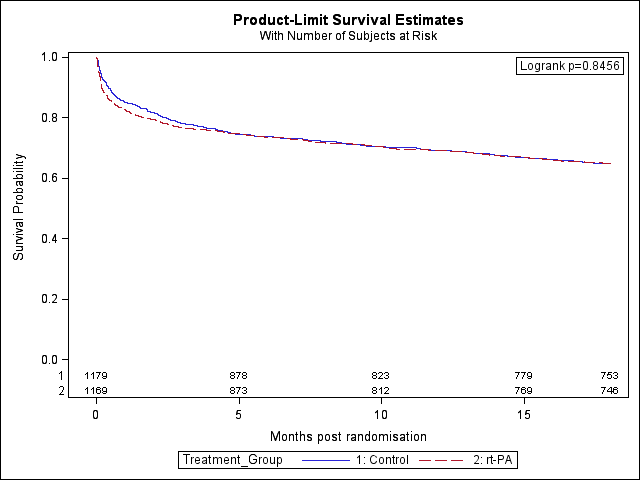 Product-Limit Survival Estimates
With Number of Subjects at Risk
Logrank p=0.8456
1.0
0.8
0.6
0.4
0.2
0.0
Survival Probability
1 1179 878 823 779 753
2 1169 873 812 769 746
0 5 10 15
Months post randomisation
Treatment_Group 1: Control 2: rt-PA